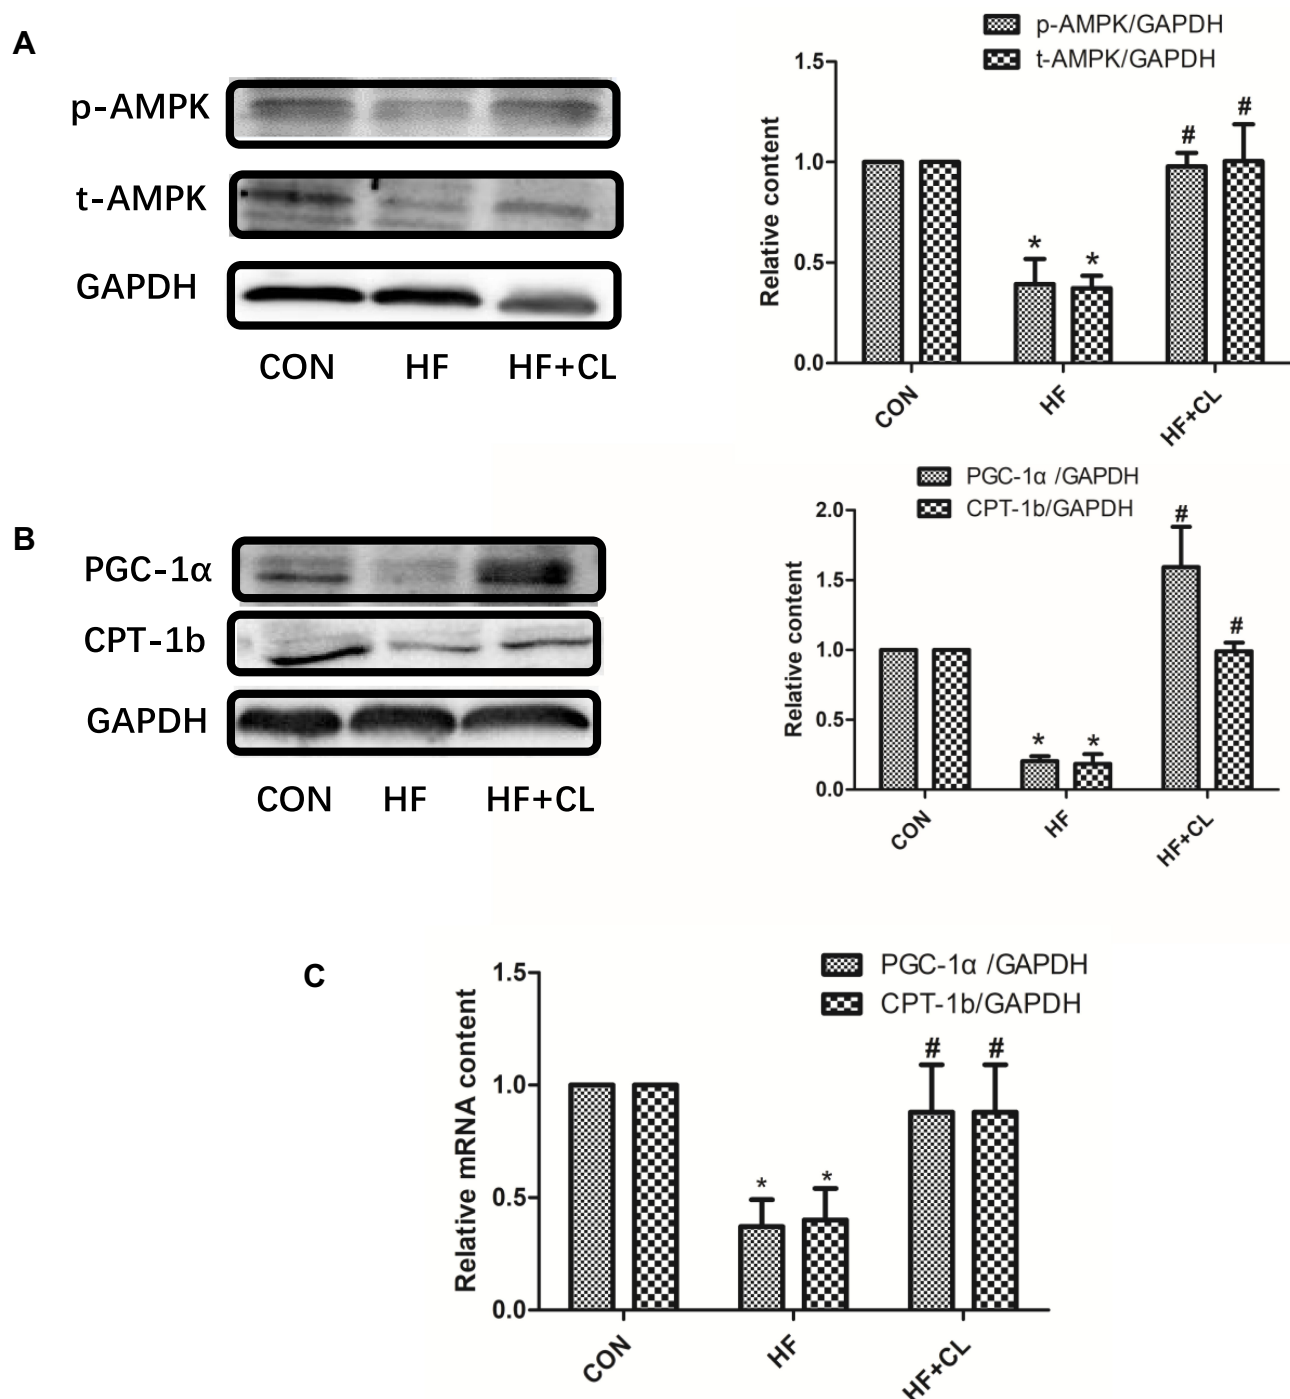 A
p-AMPK
t-AMPK
GAPDH
CON HF HF+CL
p-AMPK/GAPDH
t-AMPK/GAPDH
Relative content
1.5
1.0
0.5
0.0
* * # #
CON HF HF+CL
B
PGC-1α
CPT-1b
GAPDH
CON HF HF+CL
PGC-1α /GAPDH
CPT-1b/GAPDH
Relative content
2.0
1.5
1.0
0.5
0.0
* * # #
CON HF HF+CL
C
PGC-1α /GAPDH
CPT-1b/GAPDH
Relative mRNA content
1.5
1.0
0.5
0.0
* * # #
CON HF HF+CL